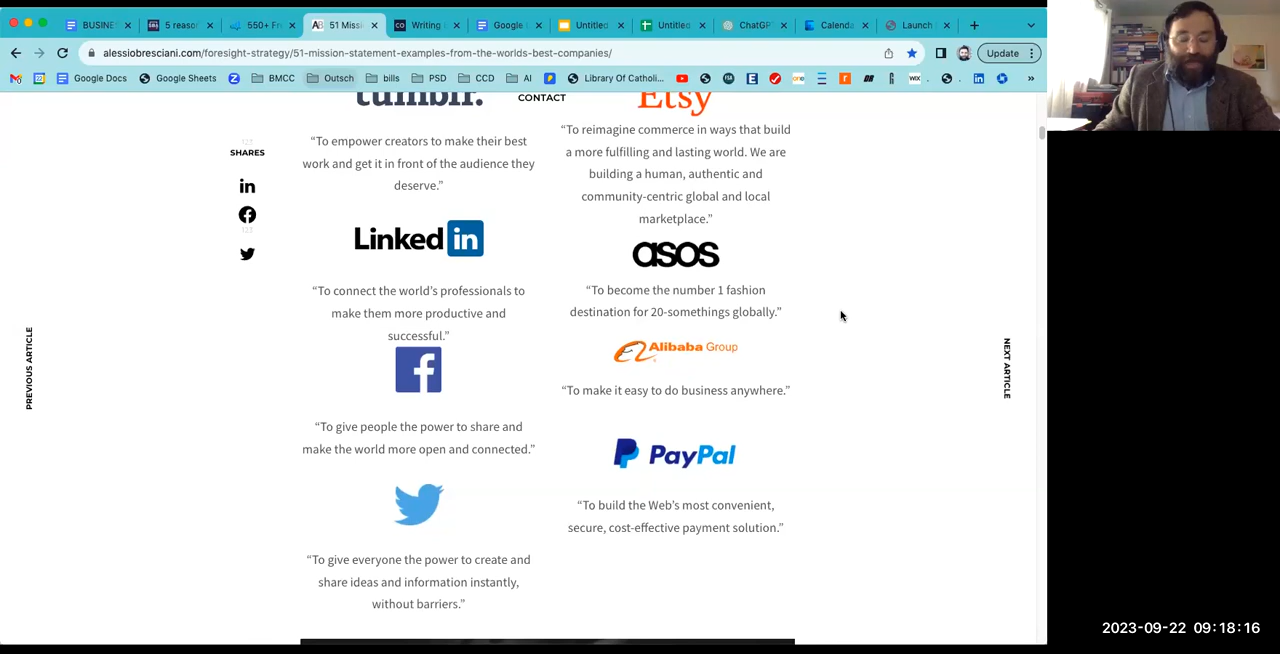 BUSINE
5 reaso
550+ Fr
51 Miss
Writing
Google
Untitled
Untitled
ChatGP
Calenda
Launch
alessiobresciani.com/foresight-strategy/51-mission-statement-examples-from-the-worlds-best-companies/
Update
Google Docs
Google Sheets
BMCC
Outsch
bills
PSD
CCD
AI
Library Of Catholi...
one
WIX
»
tumblr.
CONTACT
Etsy
SHARES
“To empower creators to make their best
work and get it in front of the audience they
deserve.”
“To reimagine commerce in ways that build
a more fulfilling and lasting world. We are
building a human, authentic and
community-centric global and local
marketplace.”
in
123
Linked in
“To connect the world’s professionals to
make them more productive and
successful.”
asos
“To become the number 1 fashion
destination for 20-somethings globally.”
PREVIOUS ARTICLE
NEXT ARTICLE
f
“To give people the power to share and
make the world more open and connected.”
Alibaba Group
“To make it easy to do business anywhere.”
PayPal
“To build the Web’s most convenient,
secure, cost-effective payment solution.”
“To give everyone the power to create and
share ideas and information instantly,
without barriers.”
2023-09-22 09:18:16